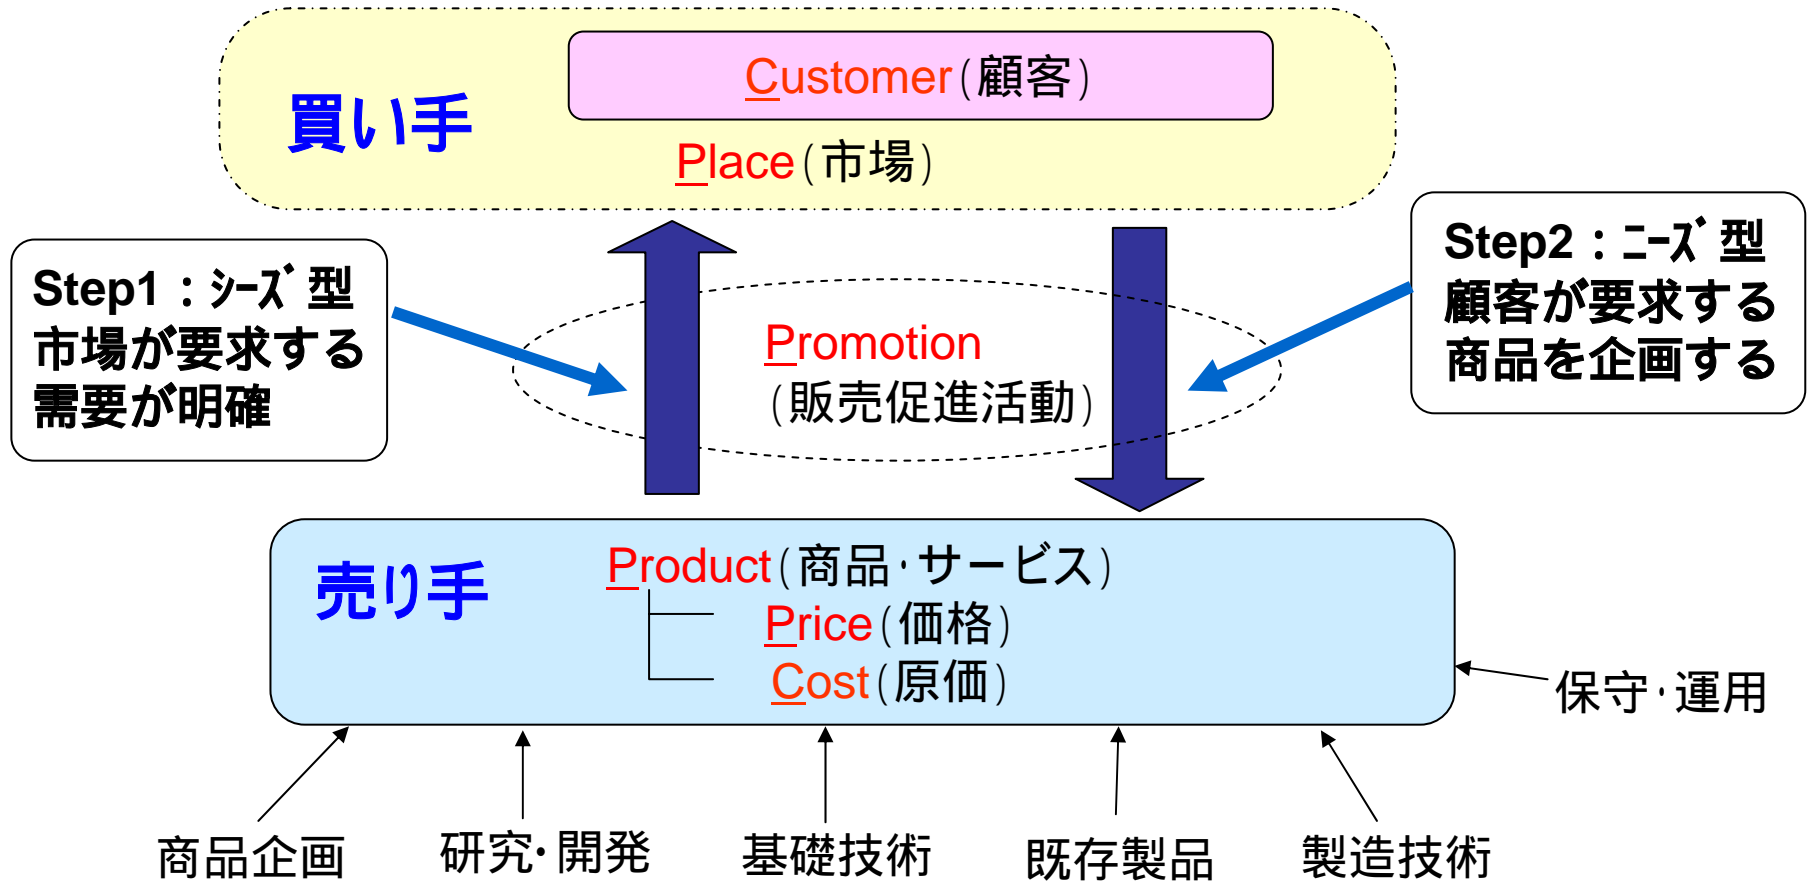 Customer(顧客)
買い手
Place(市場)
Step1:シーズ型
市場が要求する
需要が明確
Step2:ニーズ型
顧客が要求する
商品を企画する
Promotion
(販売促進活動)
売り手
Product(商品・サービス)
Price(価格)
Cost(原価)
保守・運用
商品企画
研究・開発
基礎技術
既存製品
製造技術